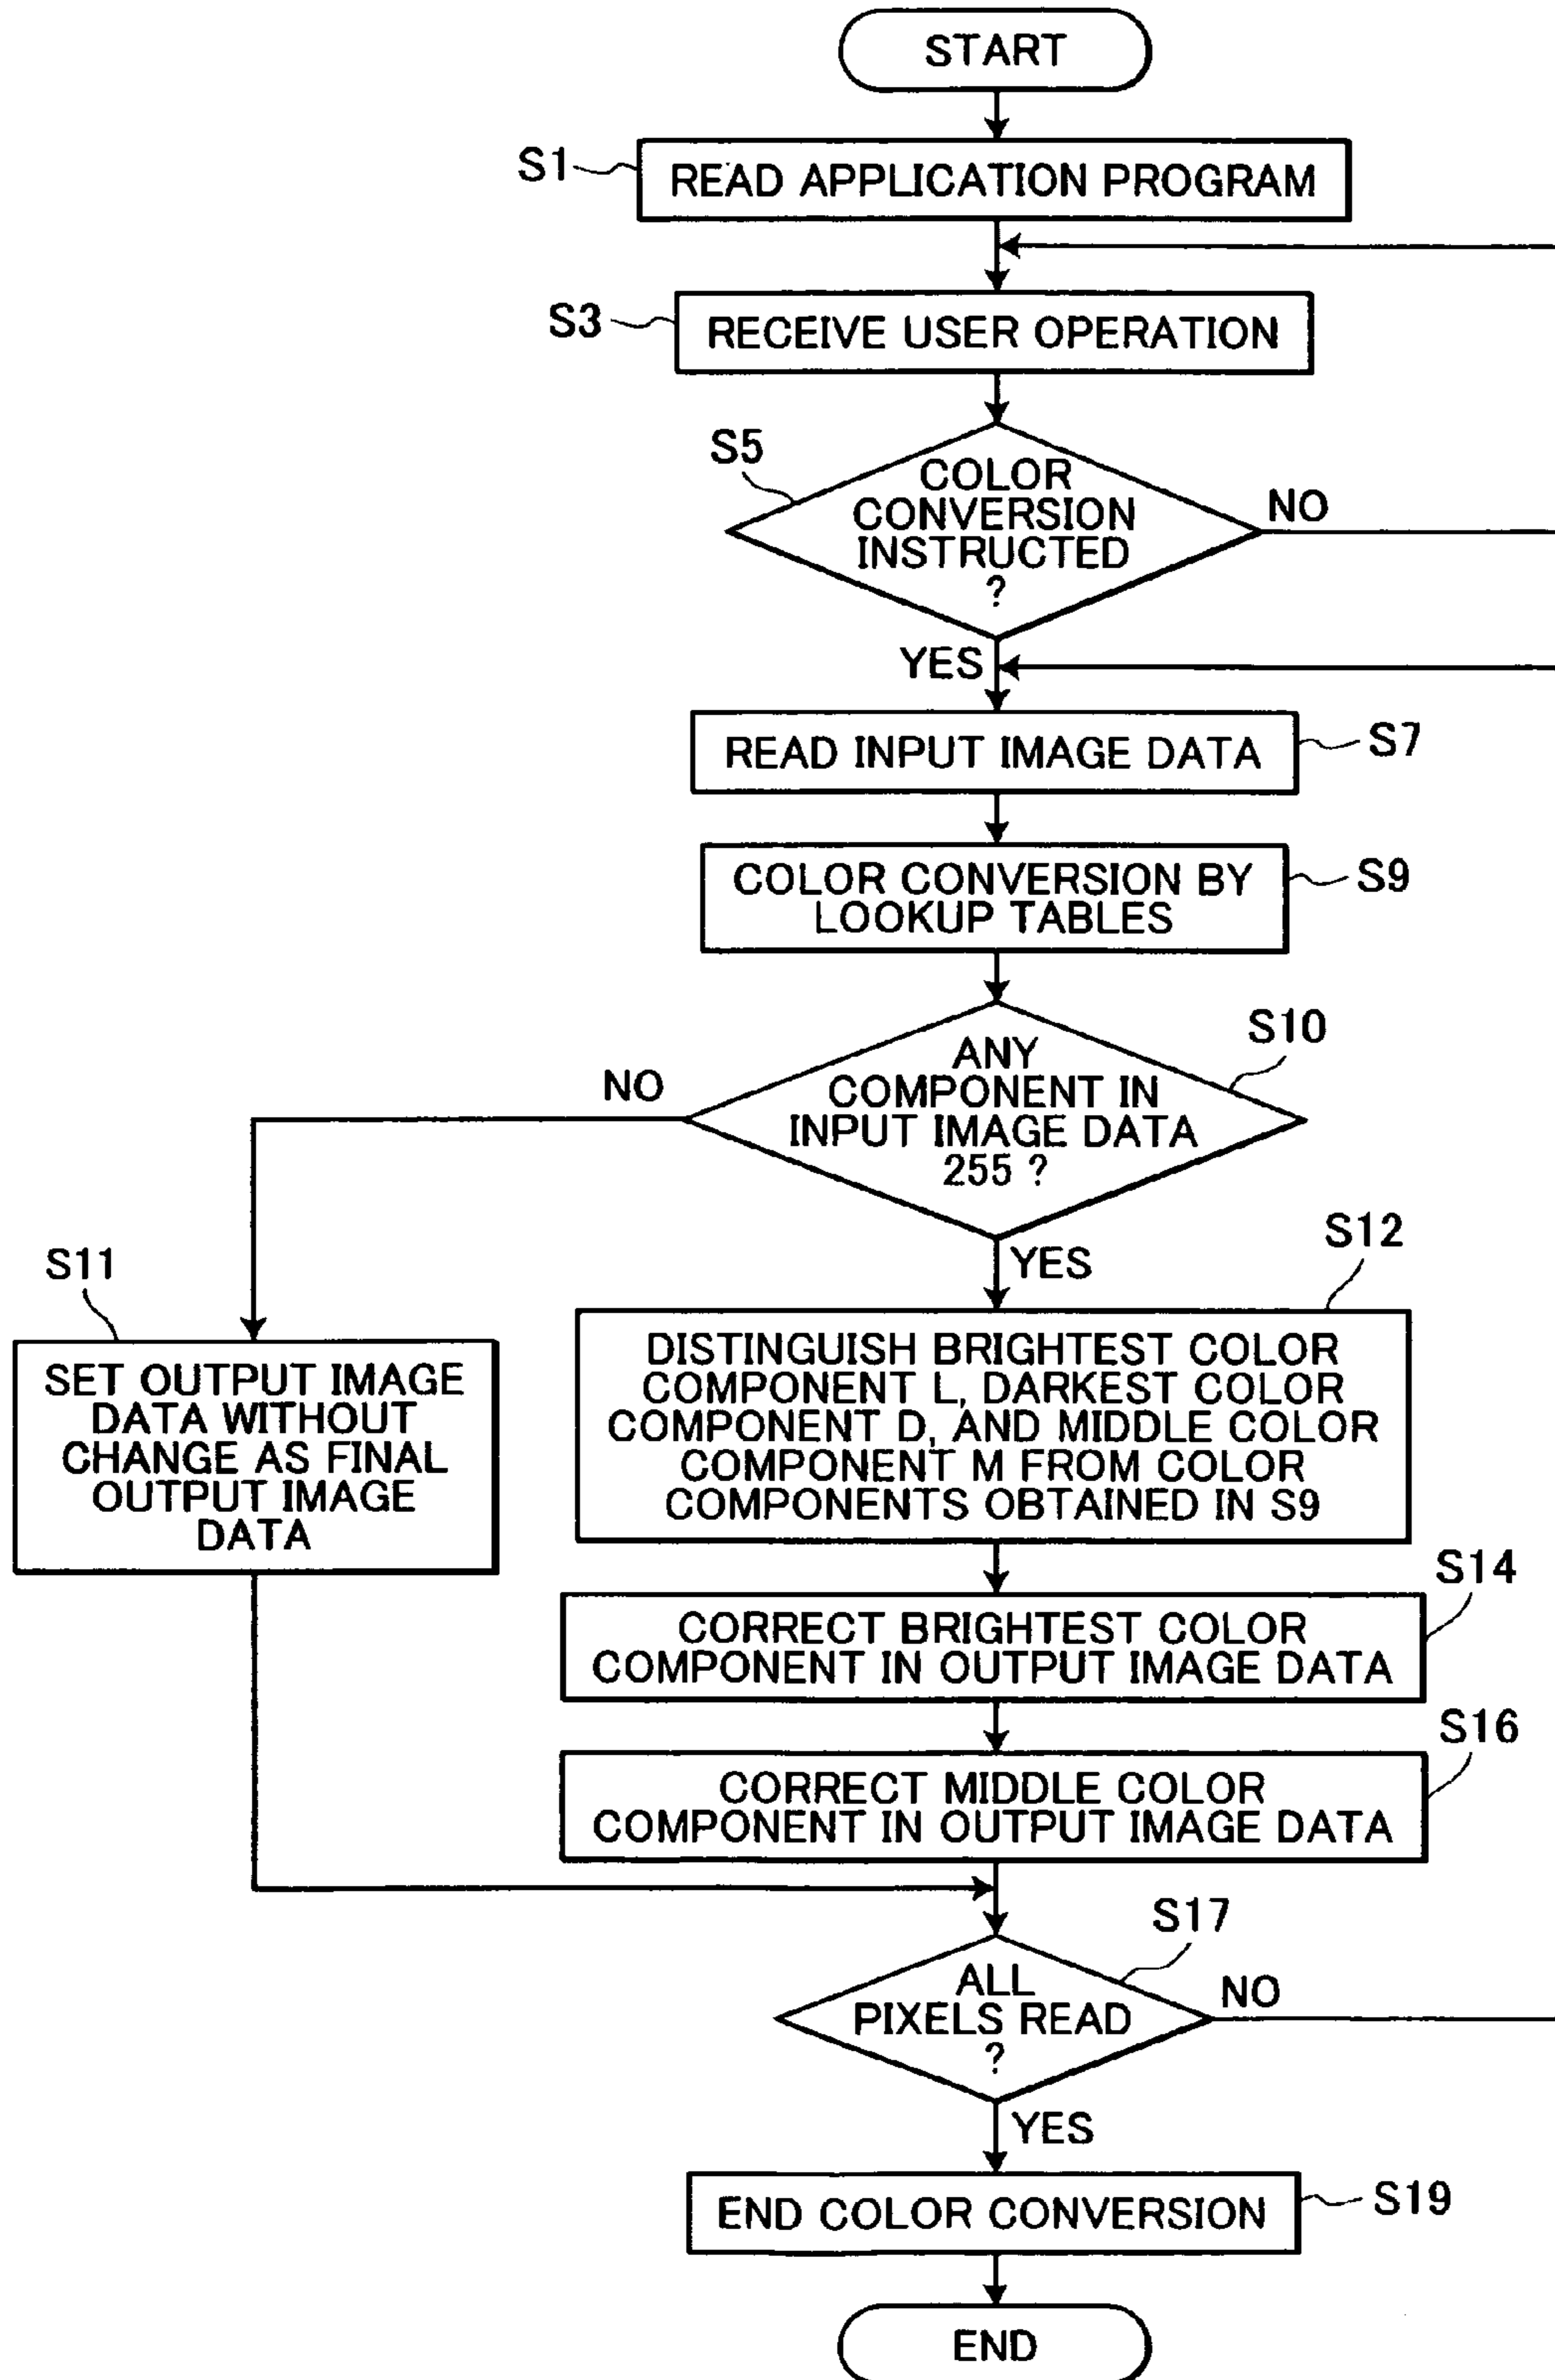 START
S1
READ APPLICATION PROGRAM
S3
RECEIVE USER OPERATION
S5
COLOR
CONVERSION
INSTRUCTED
?
NO
YES
READ INPUT IMAGE DATA
S7
COLOR CONVERSION BY
LOOKUP TABLES
S9
S10
ANY
COMPONENT IN
INPUT IMAGE DATA
255 ?
NO
YES
S11
SET OUTPUT IMAGE
DATA WITHOUT
CHANGE AS FINAL
OUTPUT IMAGE
DATA
S12
DISTINGUISH BRIGHTEST COLOR
COMPONENT L, DARKEST COLOR
COMPONENT D, AND MIDDLE COLOR
COMPONENT M FROM COLOR
COMPONENTS OBTAINED IN S9
S14
CORRECT BRIGHTEST COLOR
COMPONENT IN OUTPUT IMAGE DATA
S16
CORRECT MIDDLE COLOR
COMPONENT IN OUTPUT IMAGE DATA
S17
ALL
PIXELS READ
?
NO
YES
END COLOR CONVERSION
S19
END